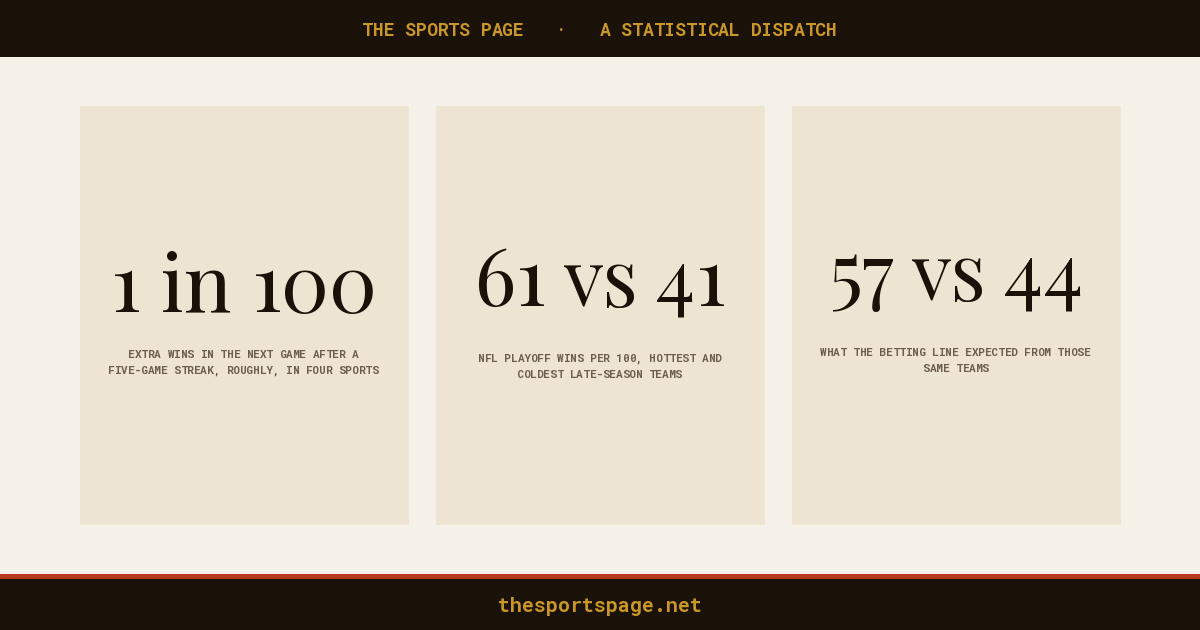 THE SPORTS PAGE · A STATISTICAL DISPATCH
1 in 100
EXTRA WINS IN THE NEXT GAME AFTER A
FIVE-GAME STREAK, ROUGHLY, IN FOUR SPORTS
61 vs 41
NFL PLAYOFF WINS PER 100, HOTTEST AND
COLDEST LATE-SEASON TEAMS
57 vs 44
WHAT THE BETTING LINE EXPECTED FROM THOSE
SAME TEAMS
thesportspage.net